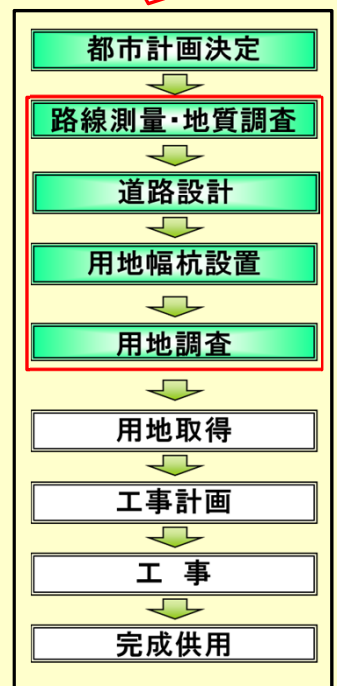 都市計画決定
路線測量・地質調査
道路設計
用地幅杭設置
用地調査
用地取得
工事計画
工 事
完成供用